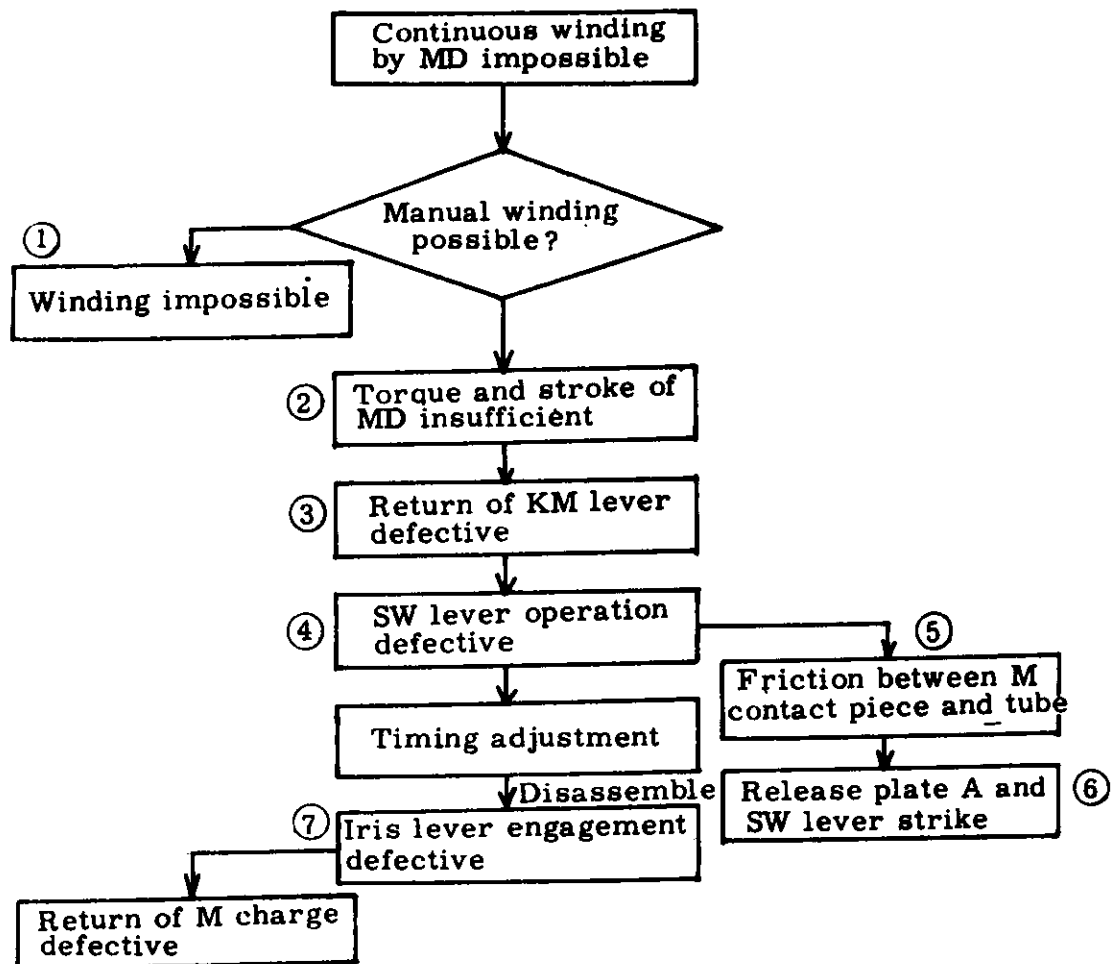 Continuous winding
by MD impossible
Manual winding
possible?
①
Winding impossible
②
Torque and stroke of
MD insufficient
③
Return of KM lever
defective
④
SW lever operation
defective
⑤
Friction between M
contact piece and tube
Timing adjustment
Disassemble
Release plate A and
SW lever strike
⑥
⑦
Iris lever engagement
defective
Return of M charge
defective